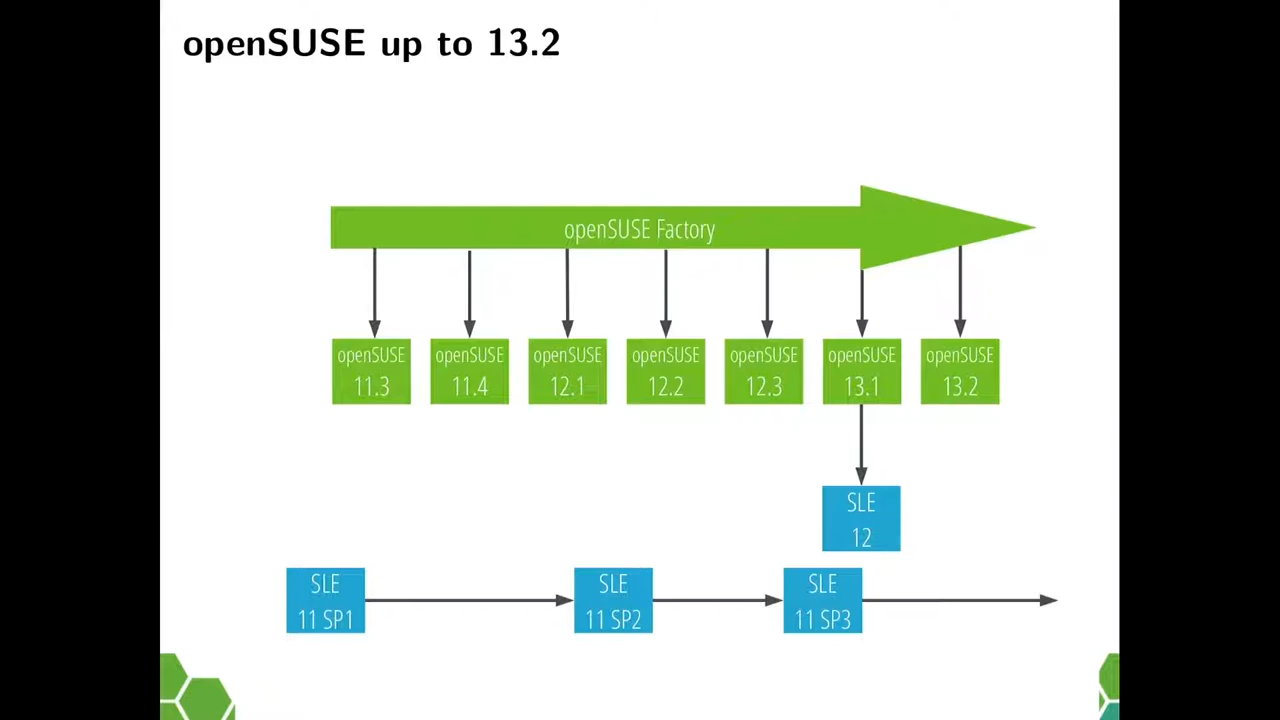 openSUSE up to 13.2
openSUSE Factory
openSUSE
11.3
openSUSE
11.4
openSUSE
12.1
openSUSE
12.2
openSUSE
12.3
openSUSE
13.1
openSUSE
13.2
SLE
12
SLE
11 SP1
SLE
11 SP2
SLE
11 SP3